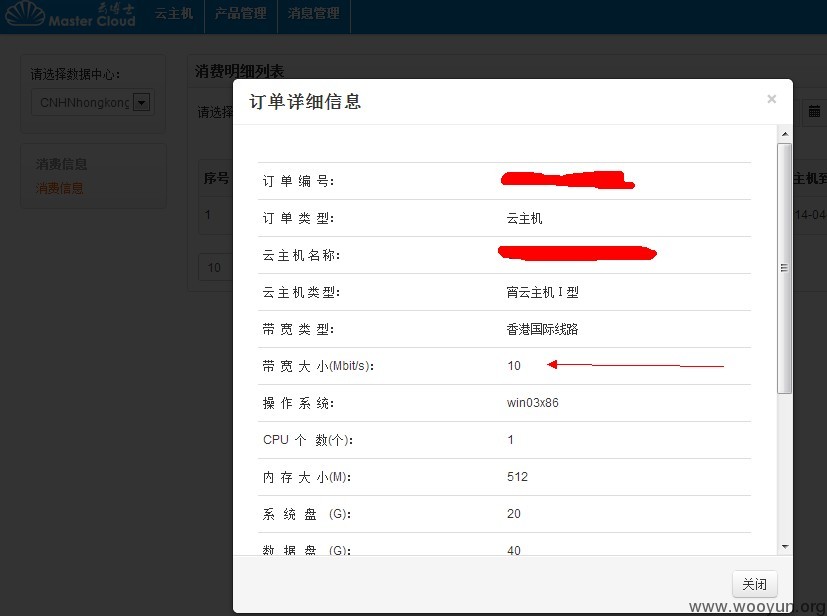 云博士
Master Cloud
云主机 产品管理 消息管理
请选择数据中心:
CNHNhongkong
消费信息
消费信息
消费明细列表
请选择
序号
主机到
1
14-04
10
订单详细信息
×
订 单 编 号:
订 单 类 型: 云主机
云主机名称:
云主机类型: 宵云主机 I 型
带 宽 类 型: 香港国际线路
带 宽 大 小(Mbit/s): 10
操 作 系 统: win03x86
CPU 个 数(个): 1
内 存 大 小(M): 512
系 统 盘 (G): 20
数 据 盘 (G): 40
关闭
www.wooyun.org